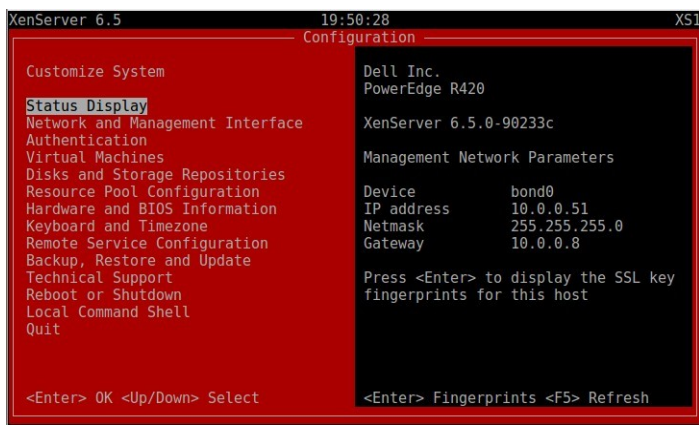 XenServer 6.5 19:50:28 XS1
Configuration
Customize System
Status Display
Network and Management Interface
Authentication
Virtual Machines
Disks and Storage Repositories
Resource Pool Configuration
Hardware and BIOS Information
Keyboard and Timezone
Remote Service Configuration
Backup, Restore and Update
Technical Support
Reboot or Shutdown
Local Command Shell
Quit
<Enter> OK <Up/Down> Select
Dell Inc.
PowerEdge R420
XenServer 6.5.0-90233c
Management Network Parameters
Device bond0
IP address 10.0.0.51
Netmask 255.255.255.0
Gateway 10.0.0.8
Press <Enter> to display the SSL key
fingerprints for this host
<Enter> Fingerprints <F5> Refresh